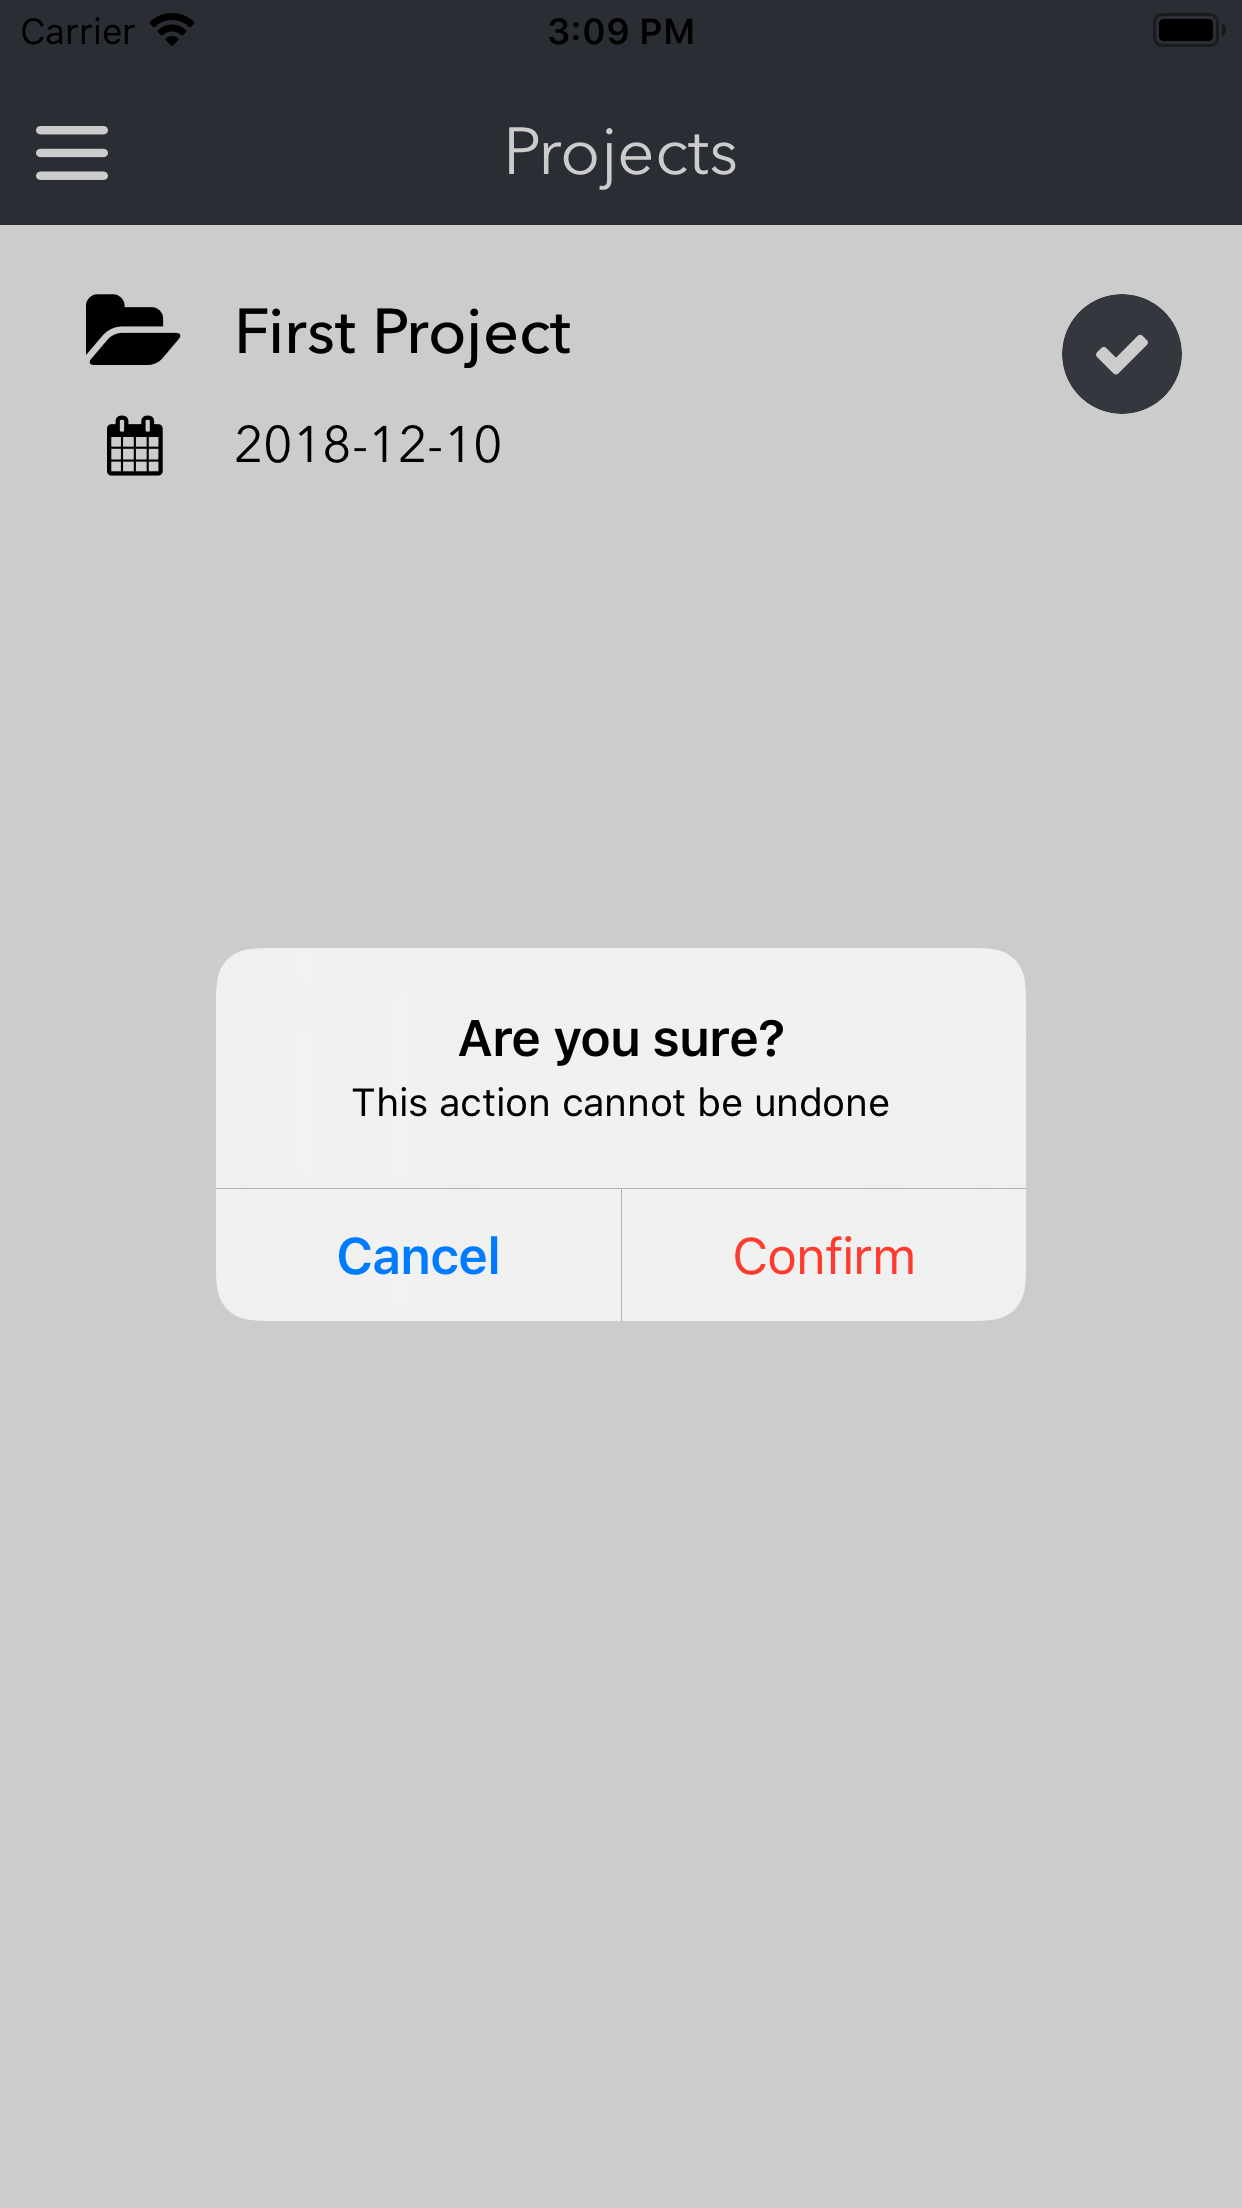 Carrier 3:09 PM
Projects
First Project
2018-12-10
Are you sure?
This action cannot be undone
Cancel Confirm